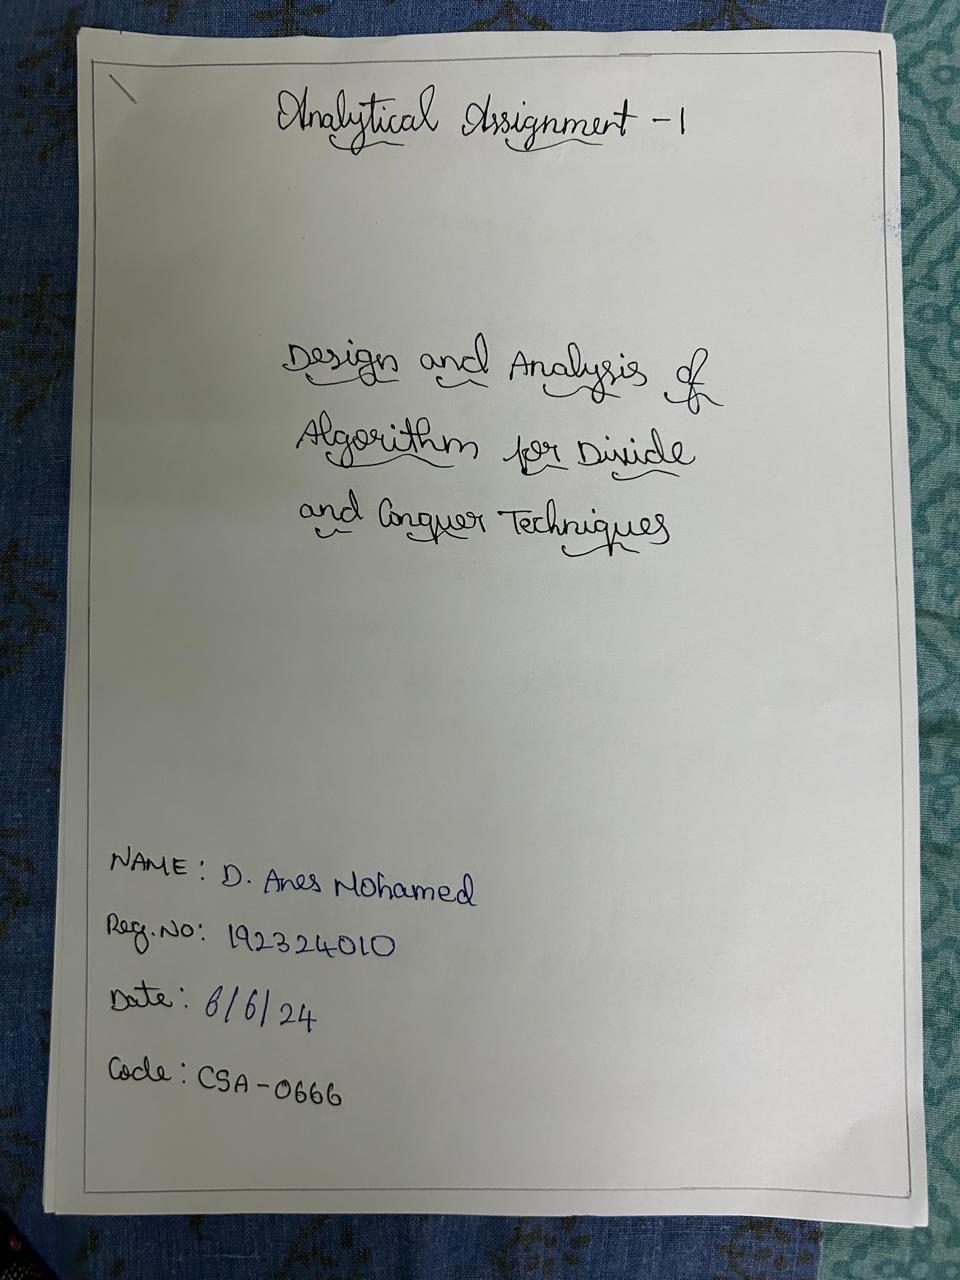 Analytical Assignment - 1
Design and Analysis of
Algorithm for Divide
and Conquer Techniques
NAME: D. Anes Mohamed
Reg.No: 192324010
Date: 6/6/24
Code: CSA-0666